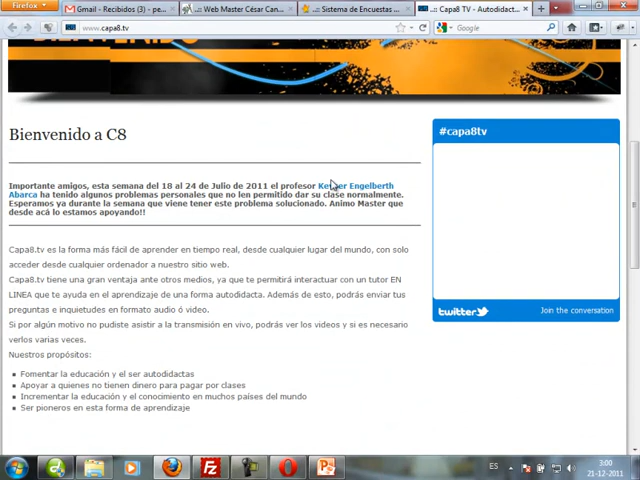 Firefox
Gmail - Recibidos (3) - pe...
..:: Web Master César Can...
..:: Sistema de Encuestas ...
..:: Capa8 TV - Autodidact...
www.capa8.tv
Google
Bienvenido a C8
#capa8tv
Importante amigos, esta semana del 18 al 24 de Julio de 2011 el profesor Engelberth
Abarca ha tenido algunos problemas personales que no len permitido dar su clase normalmente.
Esperamos ya durante la semana que viene tener este problema solucionado. Animo Master que
desde acá lo estamos apoyando!!
Capa8.tv es la forma más fácil de aprender en tiempo real, desde cualquier lugar del mundo, con solo
acceder desde cualquier ordenador a nuestro sitio web.
Capa8.tv tiene una gran ventaja ante otros medios, ya que te permitirá interactuar con un tutor EN
LINEA que te ayuda en el aprendizaje de una forma autodidacta. Además de esto, podrás enviar tus
preguntas e inquietudes en formato audio ó video.
Si por algún motivo no pudiste asistir a la transmisión en vivo, podrás ver los videos y si es necesario
verlos varias veces.
Nuestros propósitos:
Fomentar la educación y el ser autodidactas
Apoyar a quienes no tienen dinero para pagar por clases
Incrementar la educación y el conocimiento en muchos países del mundo
Ser pioneros en esta forma de aprendizaje
twitter
Join the conversation
ES
3:00
21-12-2011